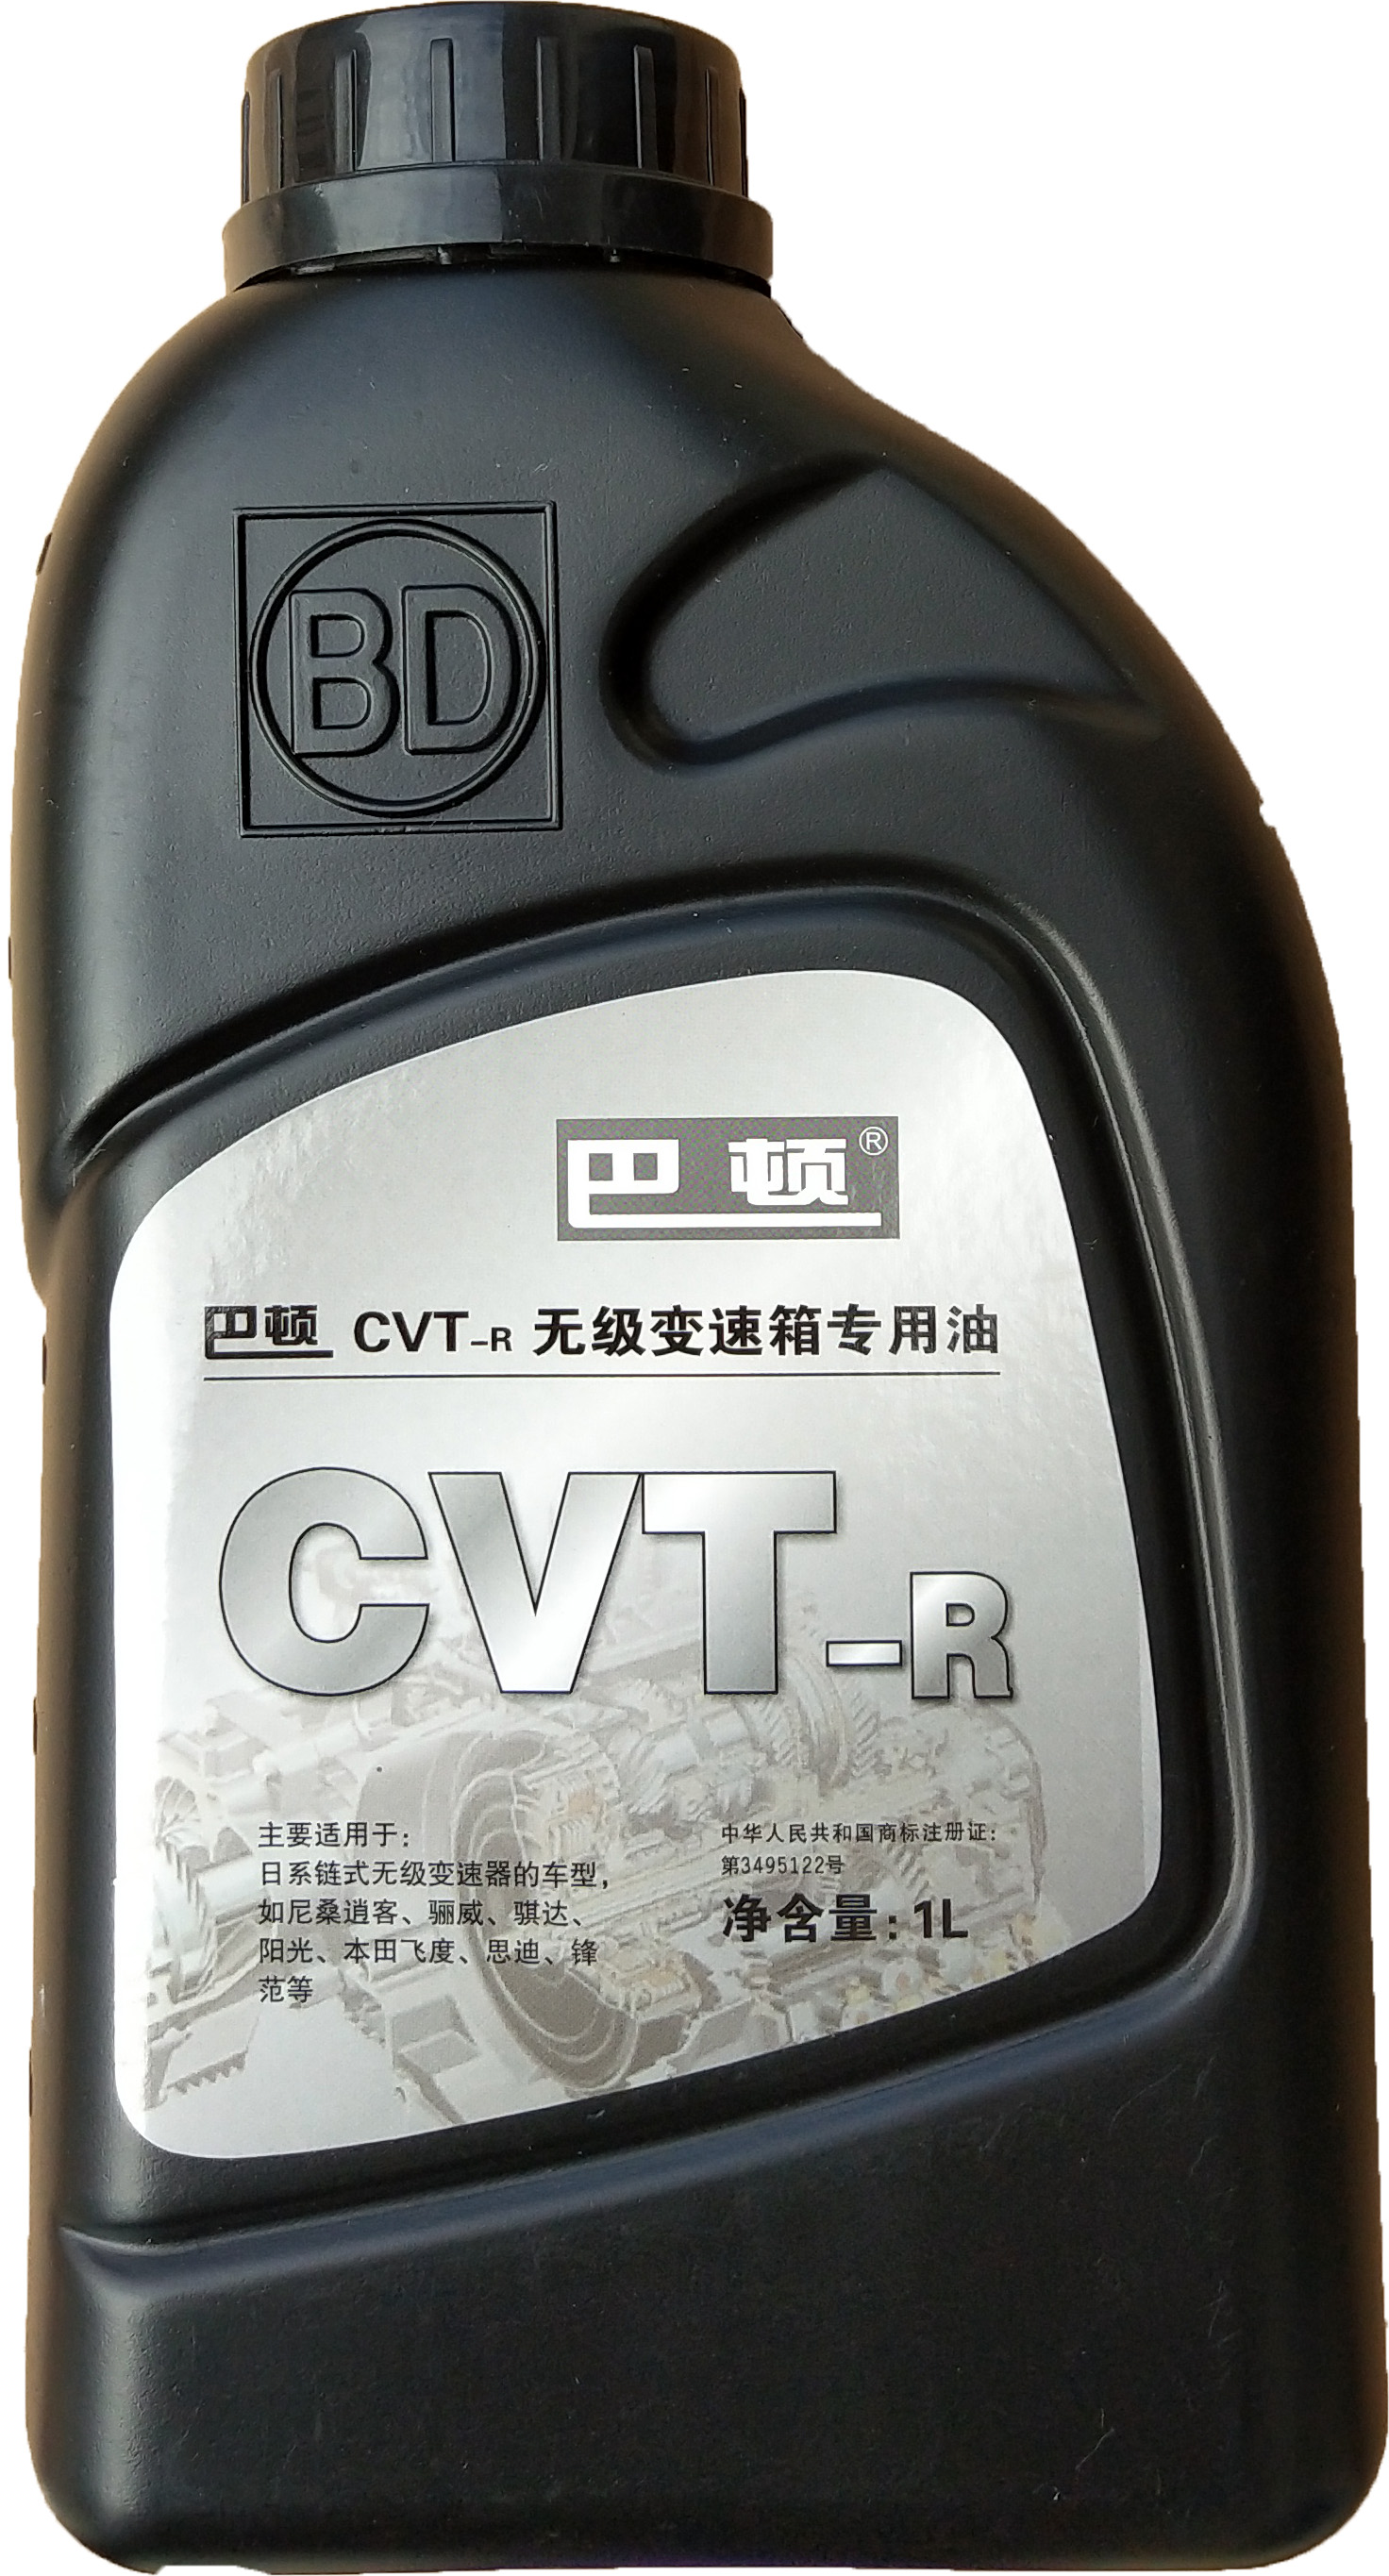 BD
巴顿®
巴顿 CVT-R 无级变速箱专用油
CVT-R
主要适用于：
日系链式无级变速器的车型，
如尼桑逍客、骊威、骐达、
阳光、本田飞度、思迪、锋
范等
中华人民共和国商标注册证：
第3495122号
净含量：1L